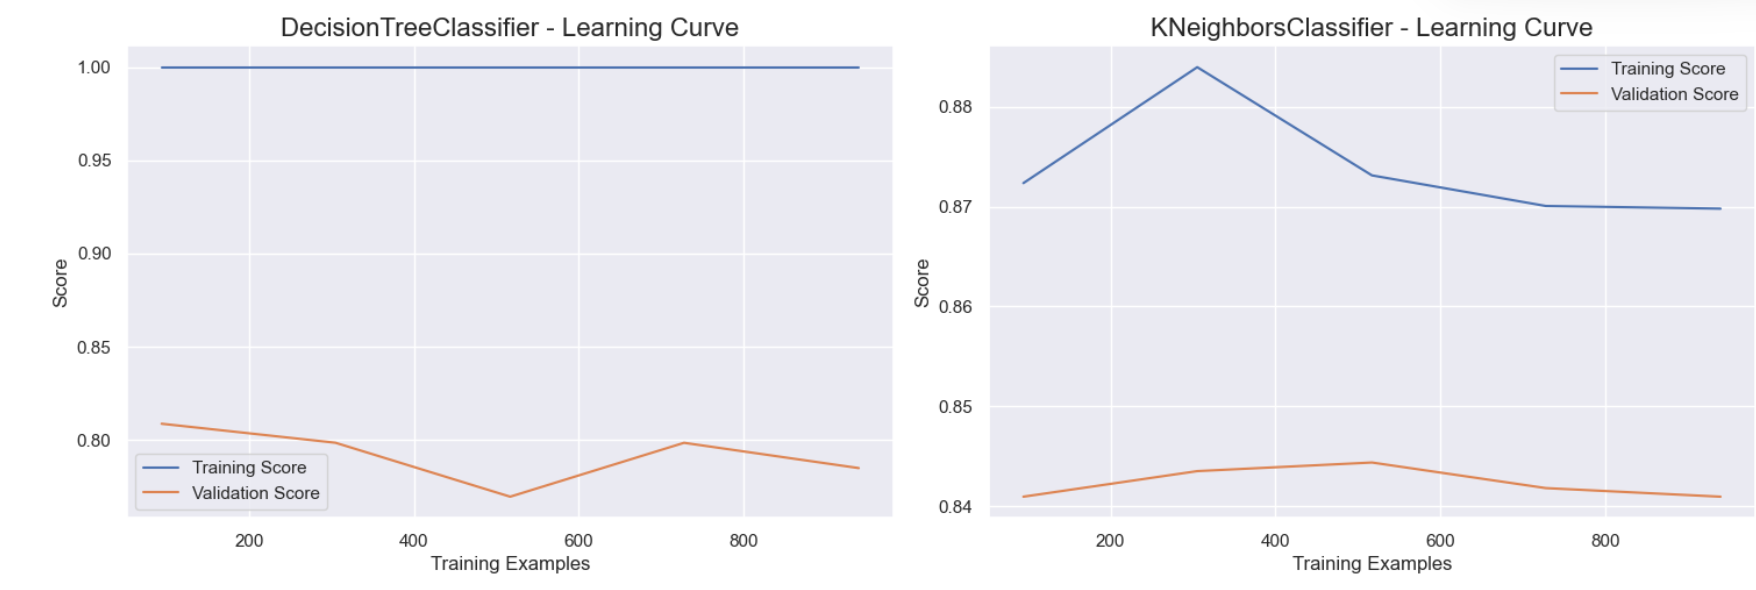 DecisionTreeClassifier - Learning Curve
1.00
0.95
0.90
0.85
0.80
Score
Training Score
Validation Score
200 400 600 800
Training Examples
KNeighborsClassifier - Learning Curve
Training Score
Validation Score
0.88
0.87
0.86
0.85
0.84
Score
200 400 600 800
Training Examples